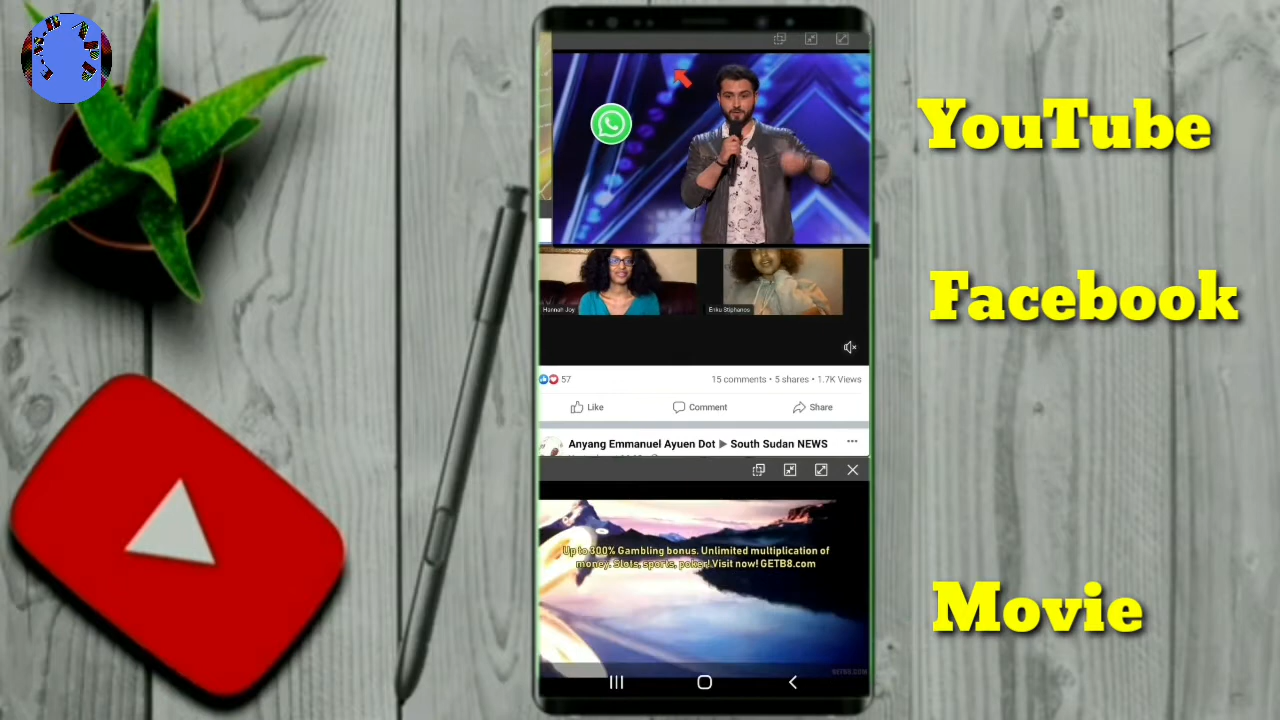 YouTube
Hannah Joy
Eriku Stiphanos
Facebook
57
15 comments • 5 shares • 1.7K Views
Like
Comment
Share
Anyang Emmanuel Ayuen Dot ▶ South Sudan NEWS
Up to 300% Gambling bonus. Unlimited multiplication of
money. Slots, sports, poker! Visit now! GETB8.com
Movie
GETB8.COM